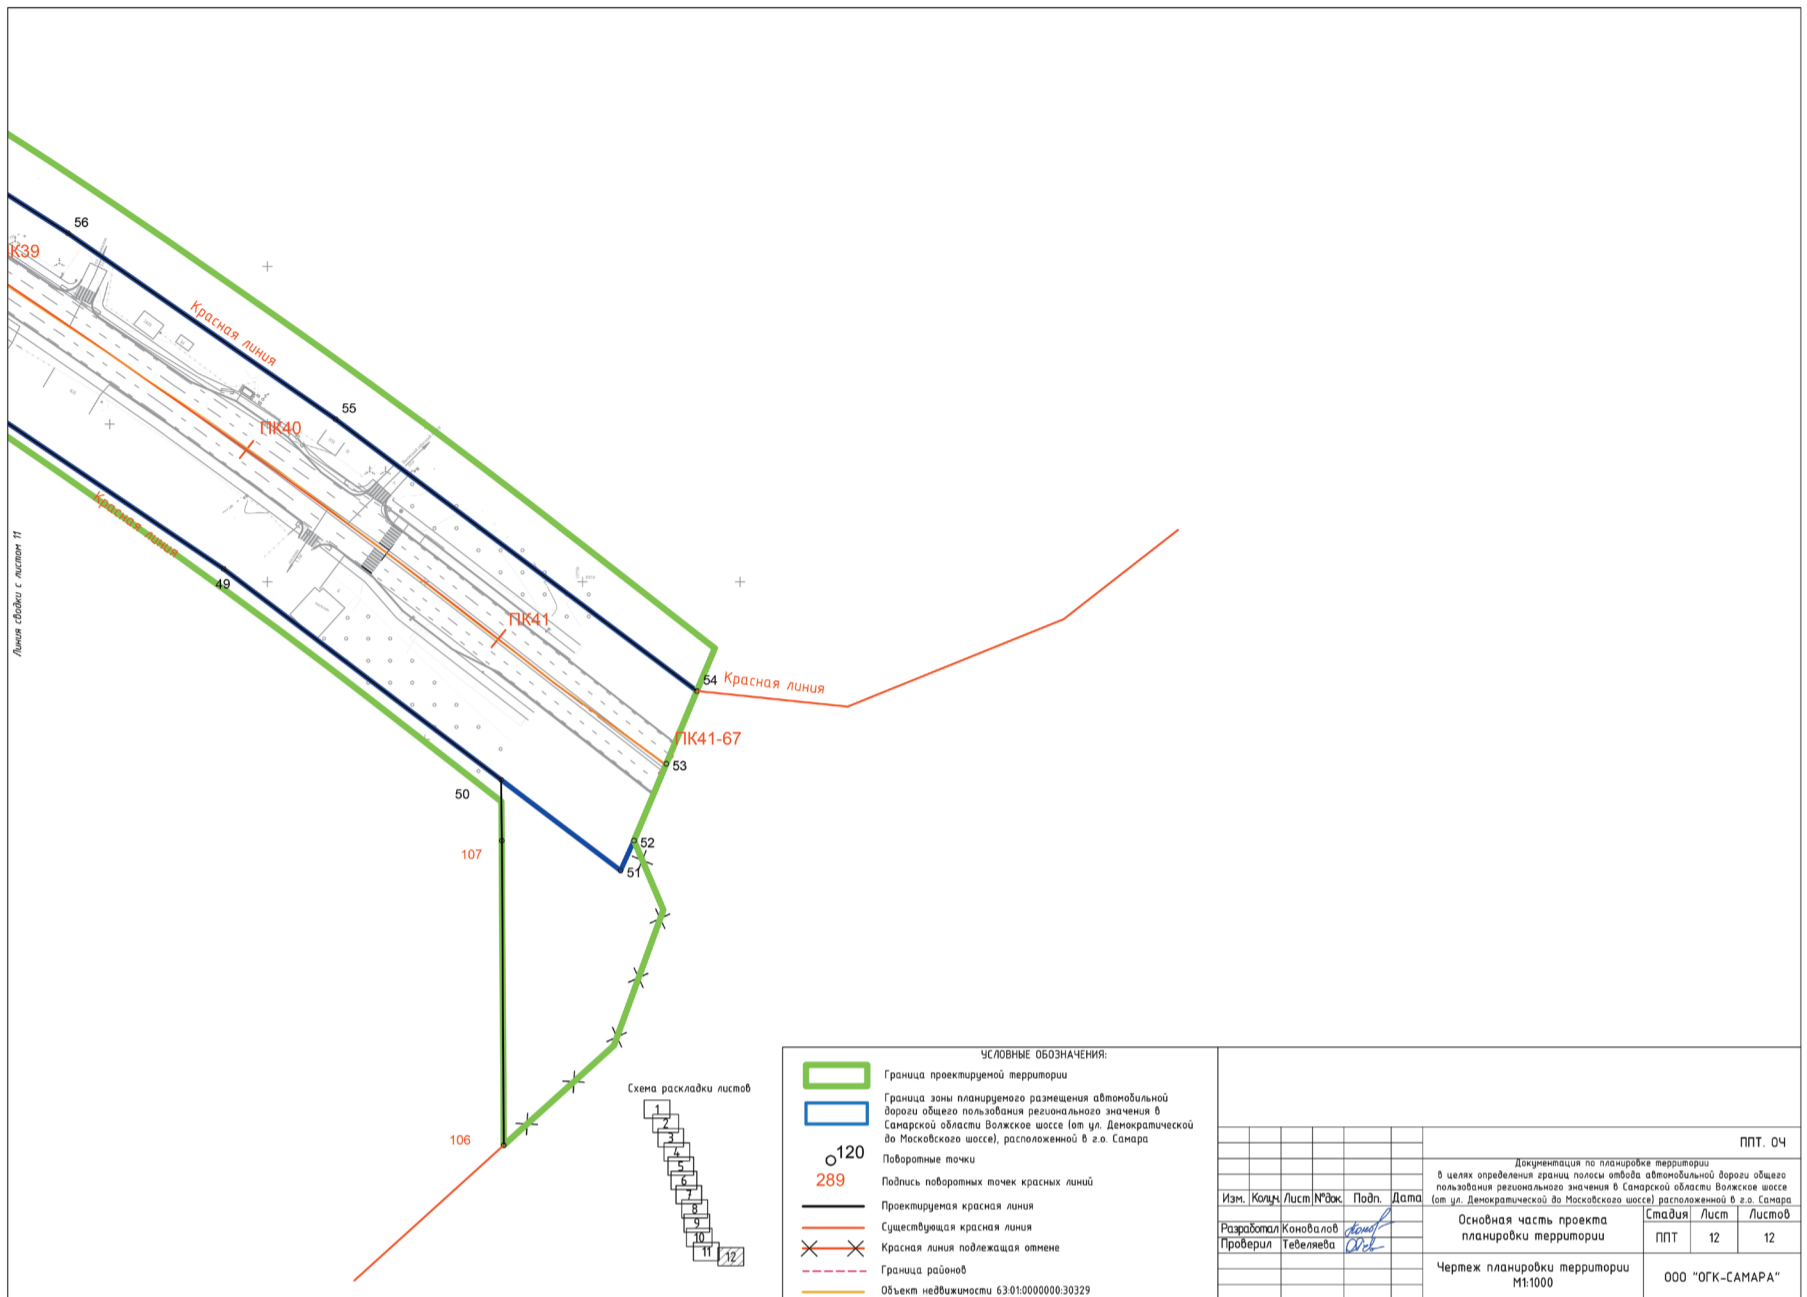 56
К39
Красная линия
55
ПК40
Красная линия
49
Линия сводки с листом 11
ПК41
54
Красная линия
ПК41-67
53
50
107
52
51
106
Схема раскладки листов
1
2
3
4
5
6
7
8
9
10
11
12
УСЛОВНЫЕ ОБОЗНАЧЕНИЯ:
Граница проектируемой территории
Граница зоны планируемого размещения автомобильной
дороги общего пользования регионального значения в
Самарской области Волжское шоссе (от ул. Демократической
до Московского шоссе), расположенной в г.о. Самара
120
Поворотные точки
289
Подпись поворотных точек красных линий
Проектируемая красная линия
Существующая красная линия
Красная линия подлежащая отмене
Граница районов
Объект недвижимости 63:01:0000000:30329
ППТ. ОЧ
Документация по планировке территории
в целях определения границ полосы отвода автомобильной дороги общего
пользования регионального значения в Самарской области Волжское шоссе
(от ул. Демократической до Московского шоссе) расположенной в г.о. Самара
Изм. Колуч. Лист №док. Подп. Дата
Разработал Коновалов
Проверил Тевеляева
Основная часть проекта
планировки территории
Стадия Лист Листов
ППТ 12 12
Чертеж планировки территории
М1:1000
ООО "ОГК-САМАРА"